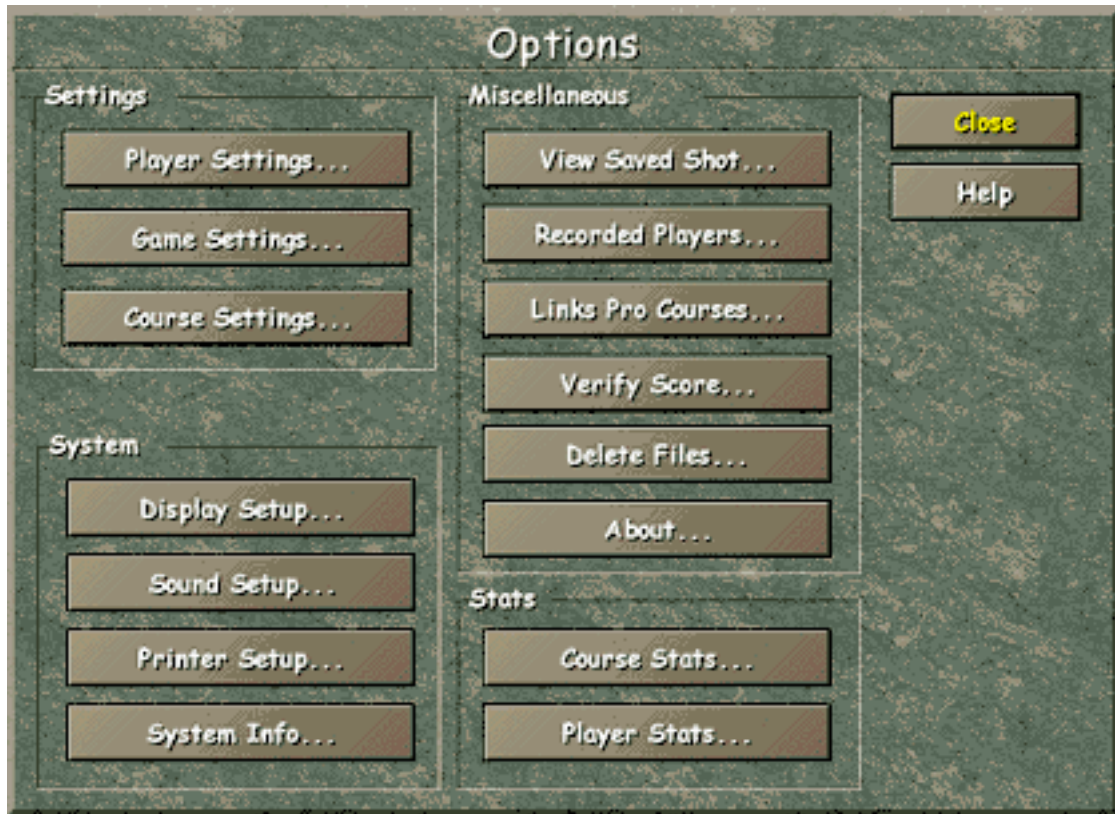 Options
Settings
Player Settings...
Game Settings...
Course Settings...
System
Display Setup...
Sound Setup...
Printer Setup...
System Info...
Miscellaneous
View Saved Shot...
Recorded Players...
Links Pro Courses...
Verify Score...
Delete Files...
About...
Stats
Course Stats...
Player Stats...
Close
Help